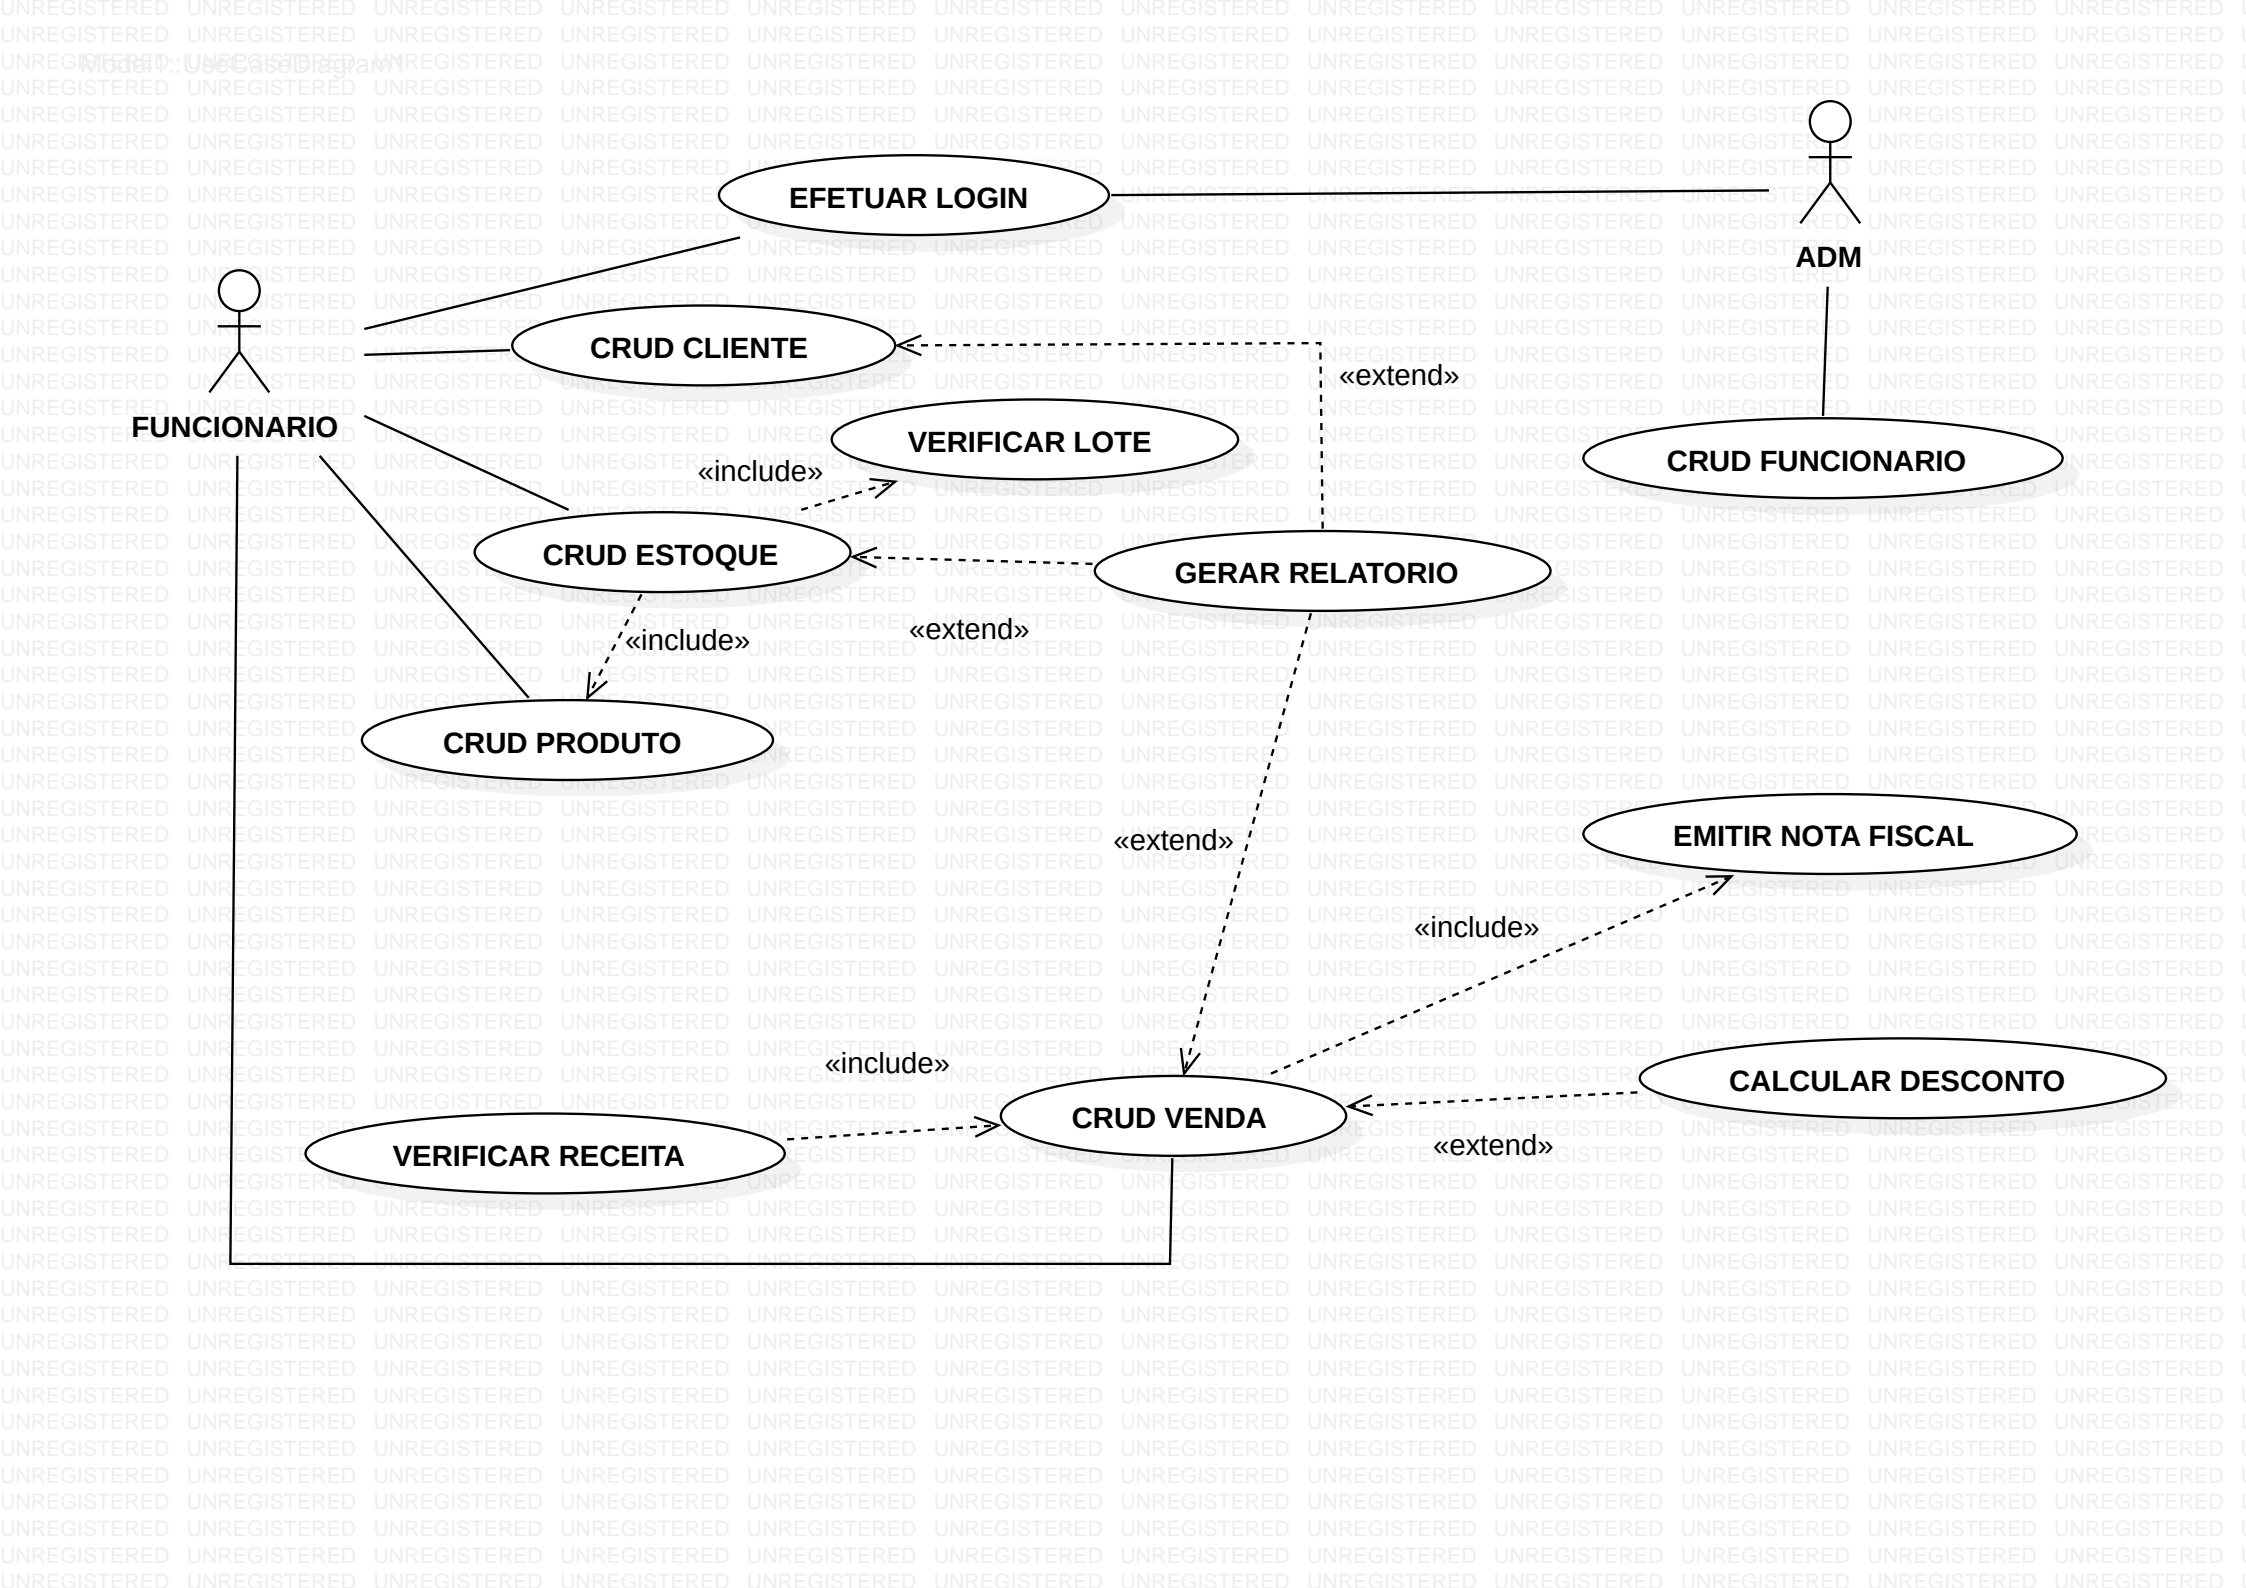 Model1::UseCaseDiagram1
EFETUAR LOGIN
ADM
CRUD CLIENTE
«extend»
FUNCIONARIO
VERIFICAR LOTE
CRUD FUNCIONARIO
«include»
CRUD ESTOQUE
GERAR RELATORIO
«extend»
«include»
CRUD PRODUTO
«extend»
EMITIR NOTA FISCAL
«include»
«include»
CALCULAR DESCONTO
CRUD VENDA
«extend»
VERIFICAR RECEITA
UNREGISTERED